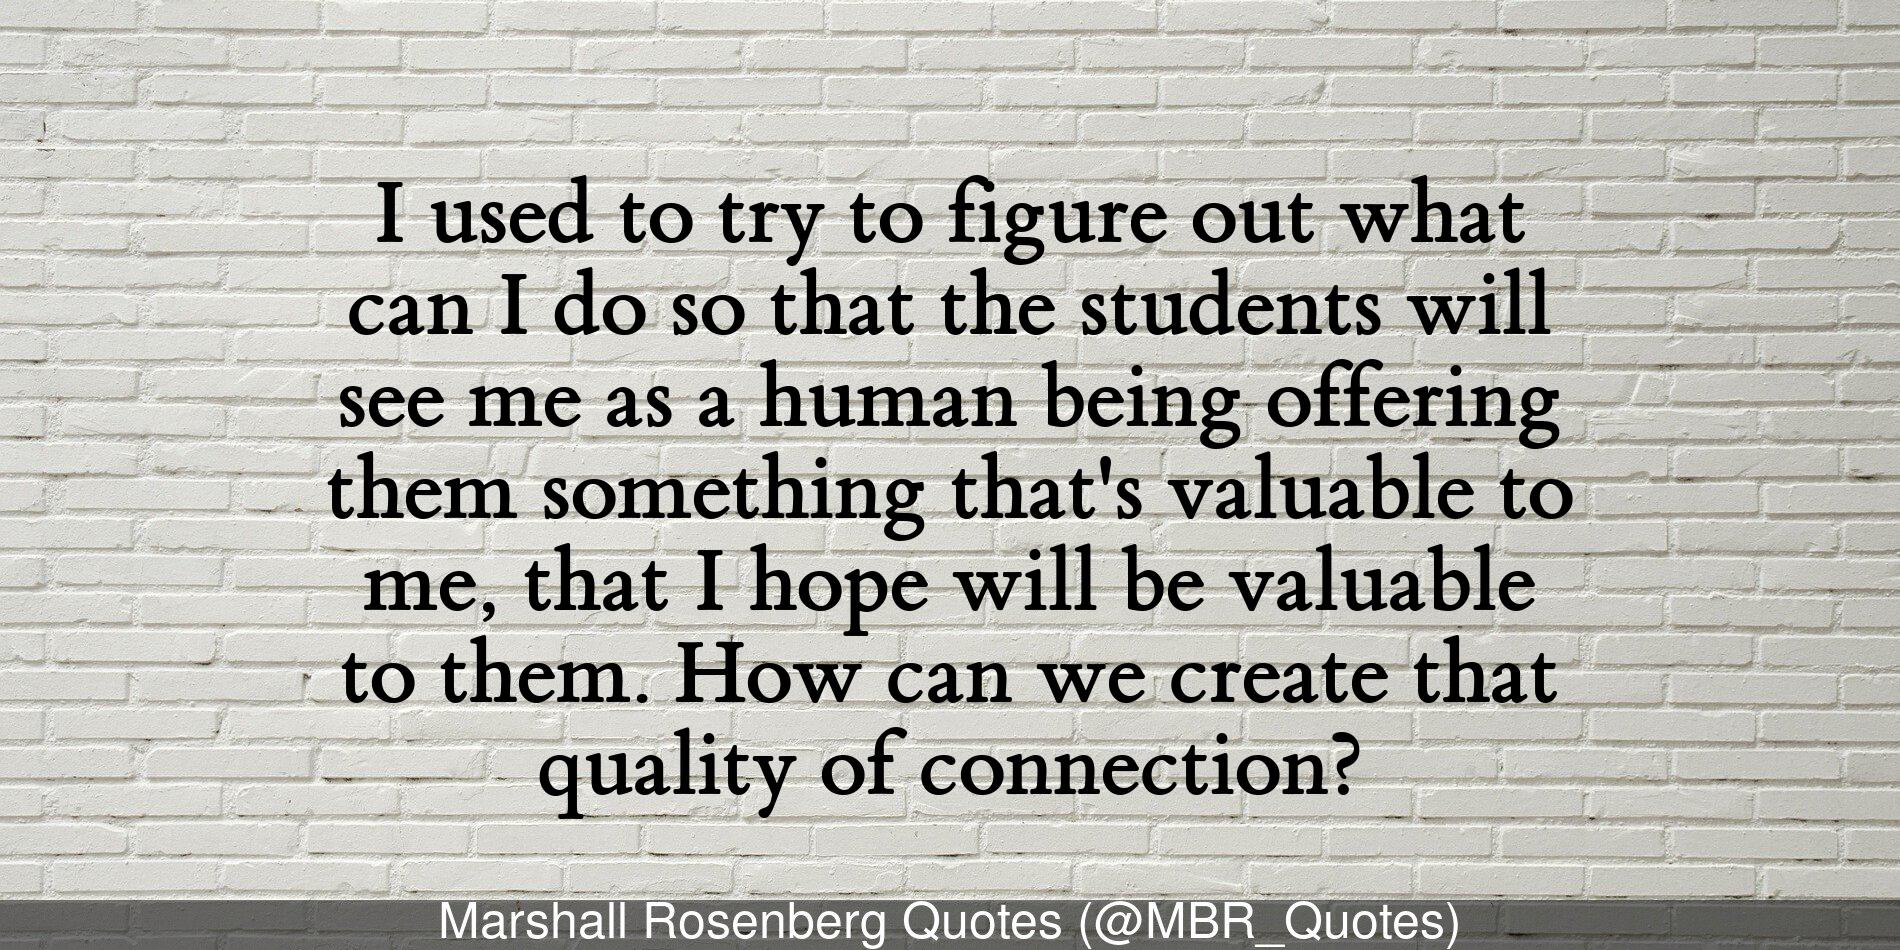 I used to try to figure out what
can I do so that the students will
see me as a human being offering
them something that's valuable to
me, that I hope will be valuable
to them. How can we create that
quality of connection?
Marshall Rosenberg Quotes (@MBR_Quotes)